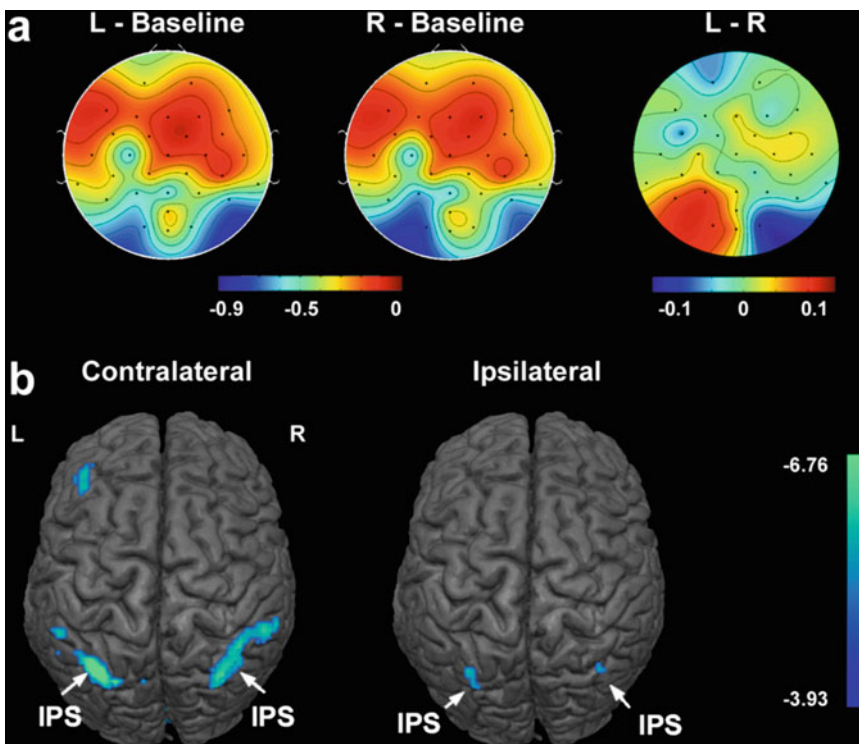 a
L - Baseline R - Baseline L - R
-0.9 -0.5 0 -0.1 0 0.1
b
Contralateral Ipsilateral
L R
-6.76
IPS IPS IPS IPS
-3.93